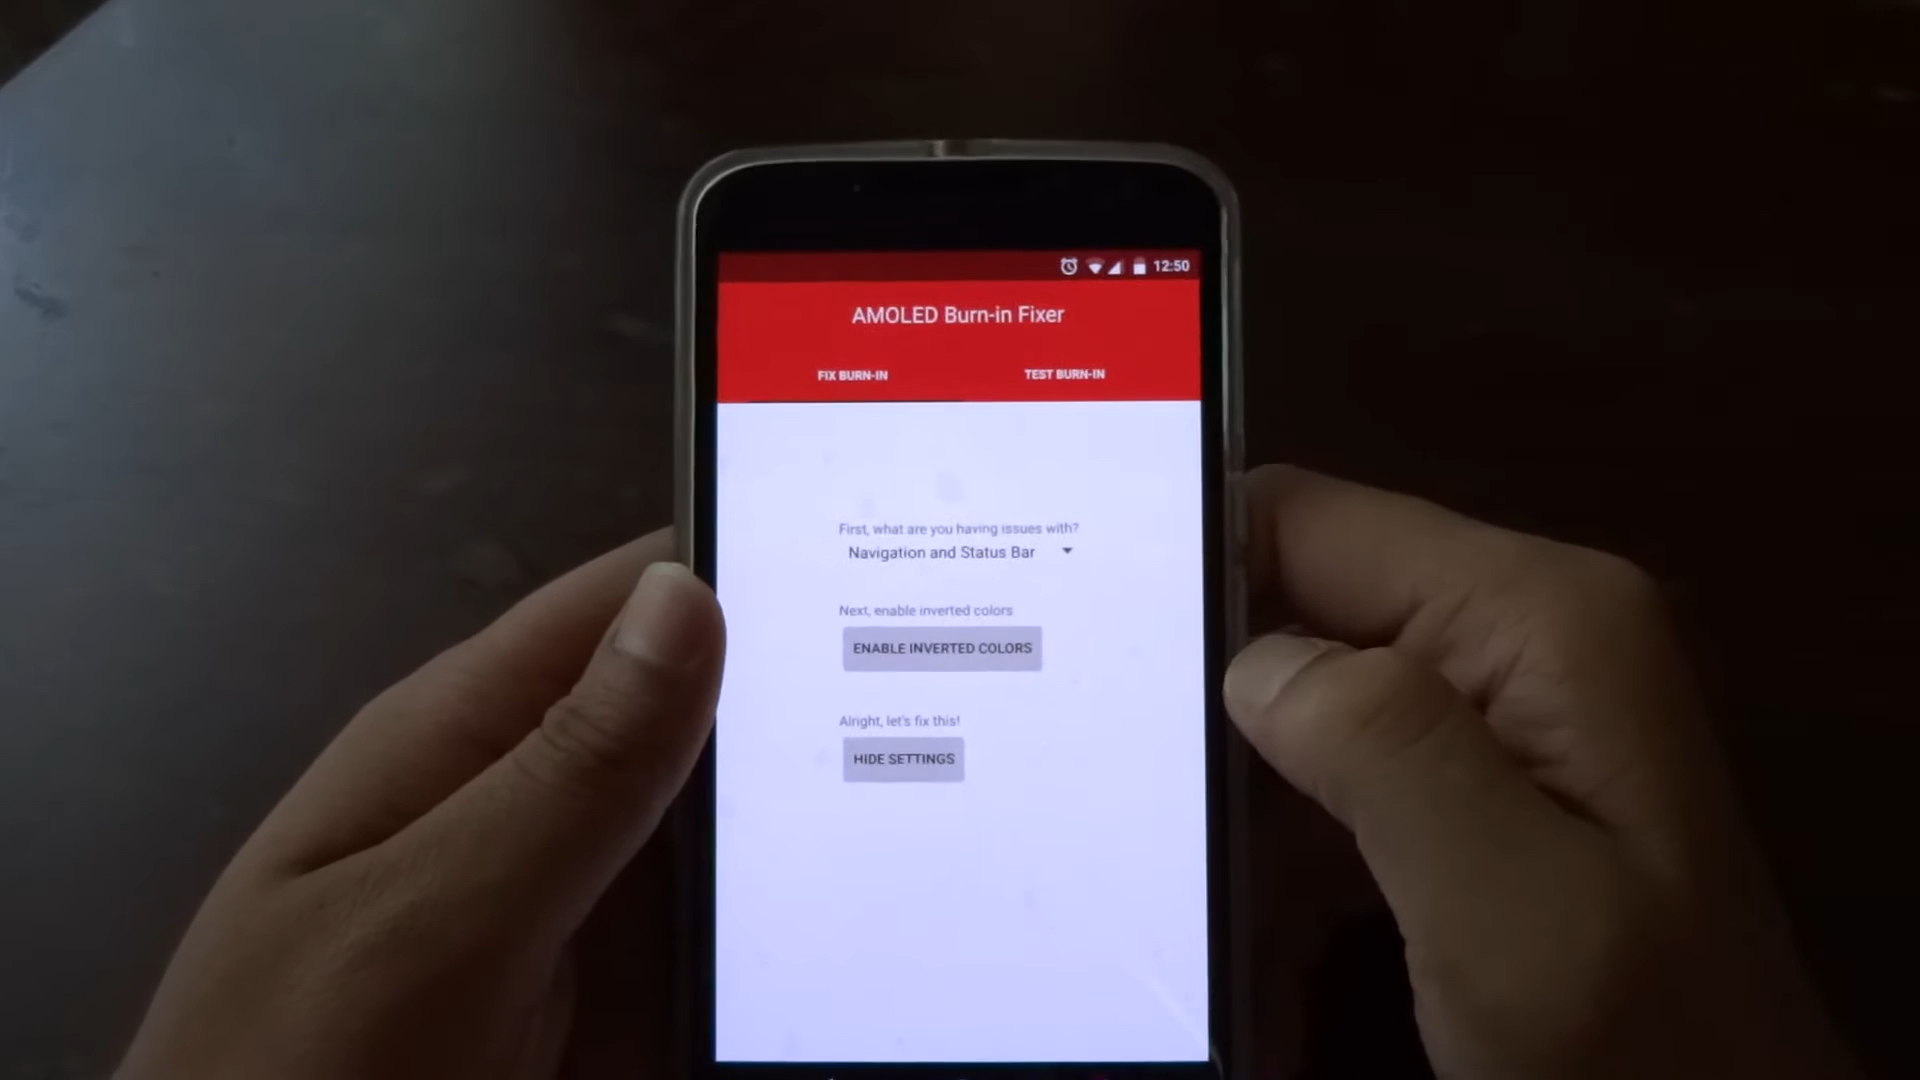 12:50
AMOLED Burn-in Fixer
FIX BURN-IN TEST BURN-IN
First, what are you having issues with?
Navigation and Status Bar
Next, enable inverted colors
ENABLE INVERTED COLORS
Alright, let's fix this!
HIDE SETTINGS